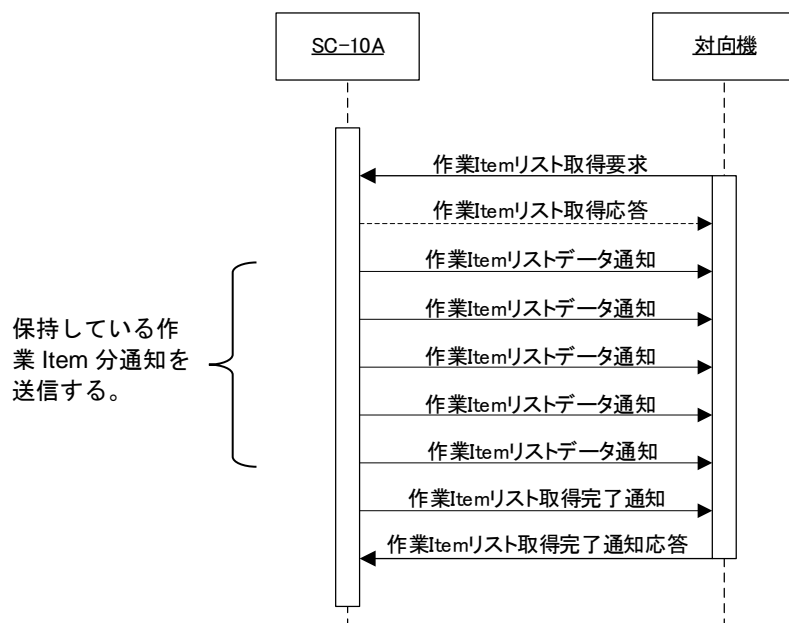 SC-10A
対向機
作業Itemリスト取得要求
作業Itemリスト取得応答
作業Itemリストデータ通知
作業Itemリストデータ通知
作業Itemリストデータ通知
作業Itemリストデータ通知
作業Itemリストデータ通知
保持している作
業 Item 分通知を
送信する。
作業Itemリスト取得完了通知
作業Itemリスト取得完了通知応答